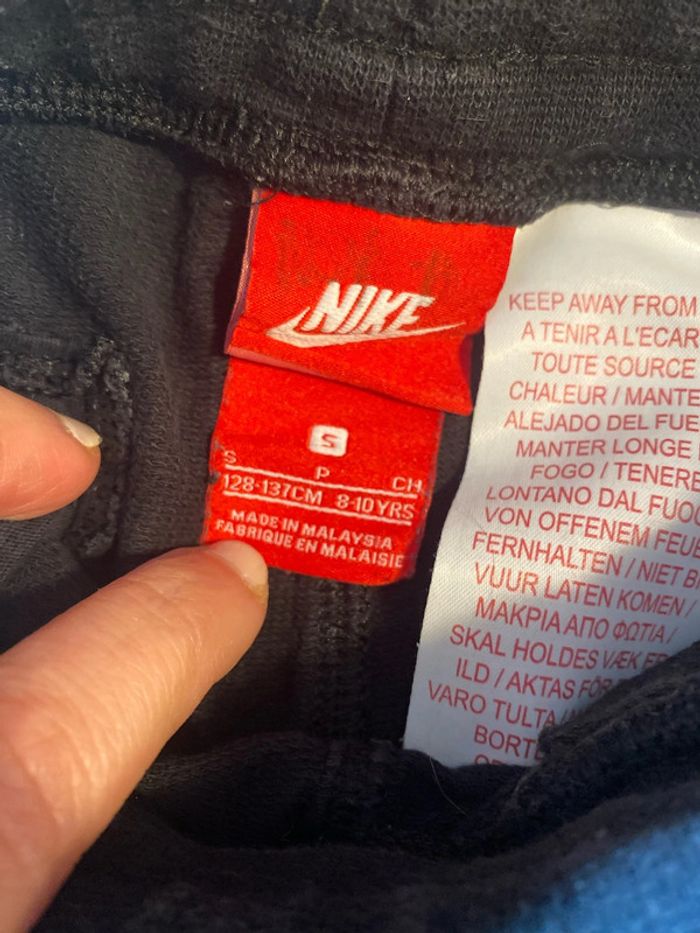 NIKE
S
S P CH
128-137CM 8-10YRS
MADE IN MALAYSIA
FABRIQUE EN MALAISIE
KEEP AWAY FROM
A TENIR A L'ECAR
TOUTE SOURCE
CHALEUR / MANTE
ALEJADO DEL FUE
MANTER LONGE
FOGO / TENERE
LONTANO DAL FUOC
VON OFFENEM FEUE
FERNHALTEN / NIET B
VUUR LATEN KOMEN /
ΜΑΚΡΙΑ ΑΠΟ ΦΩΤΙΑ /
SKAL HOLDES VÆK
ILD / AKTAS FÖR
VARO TULTA